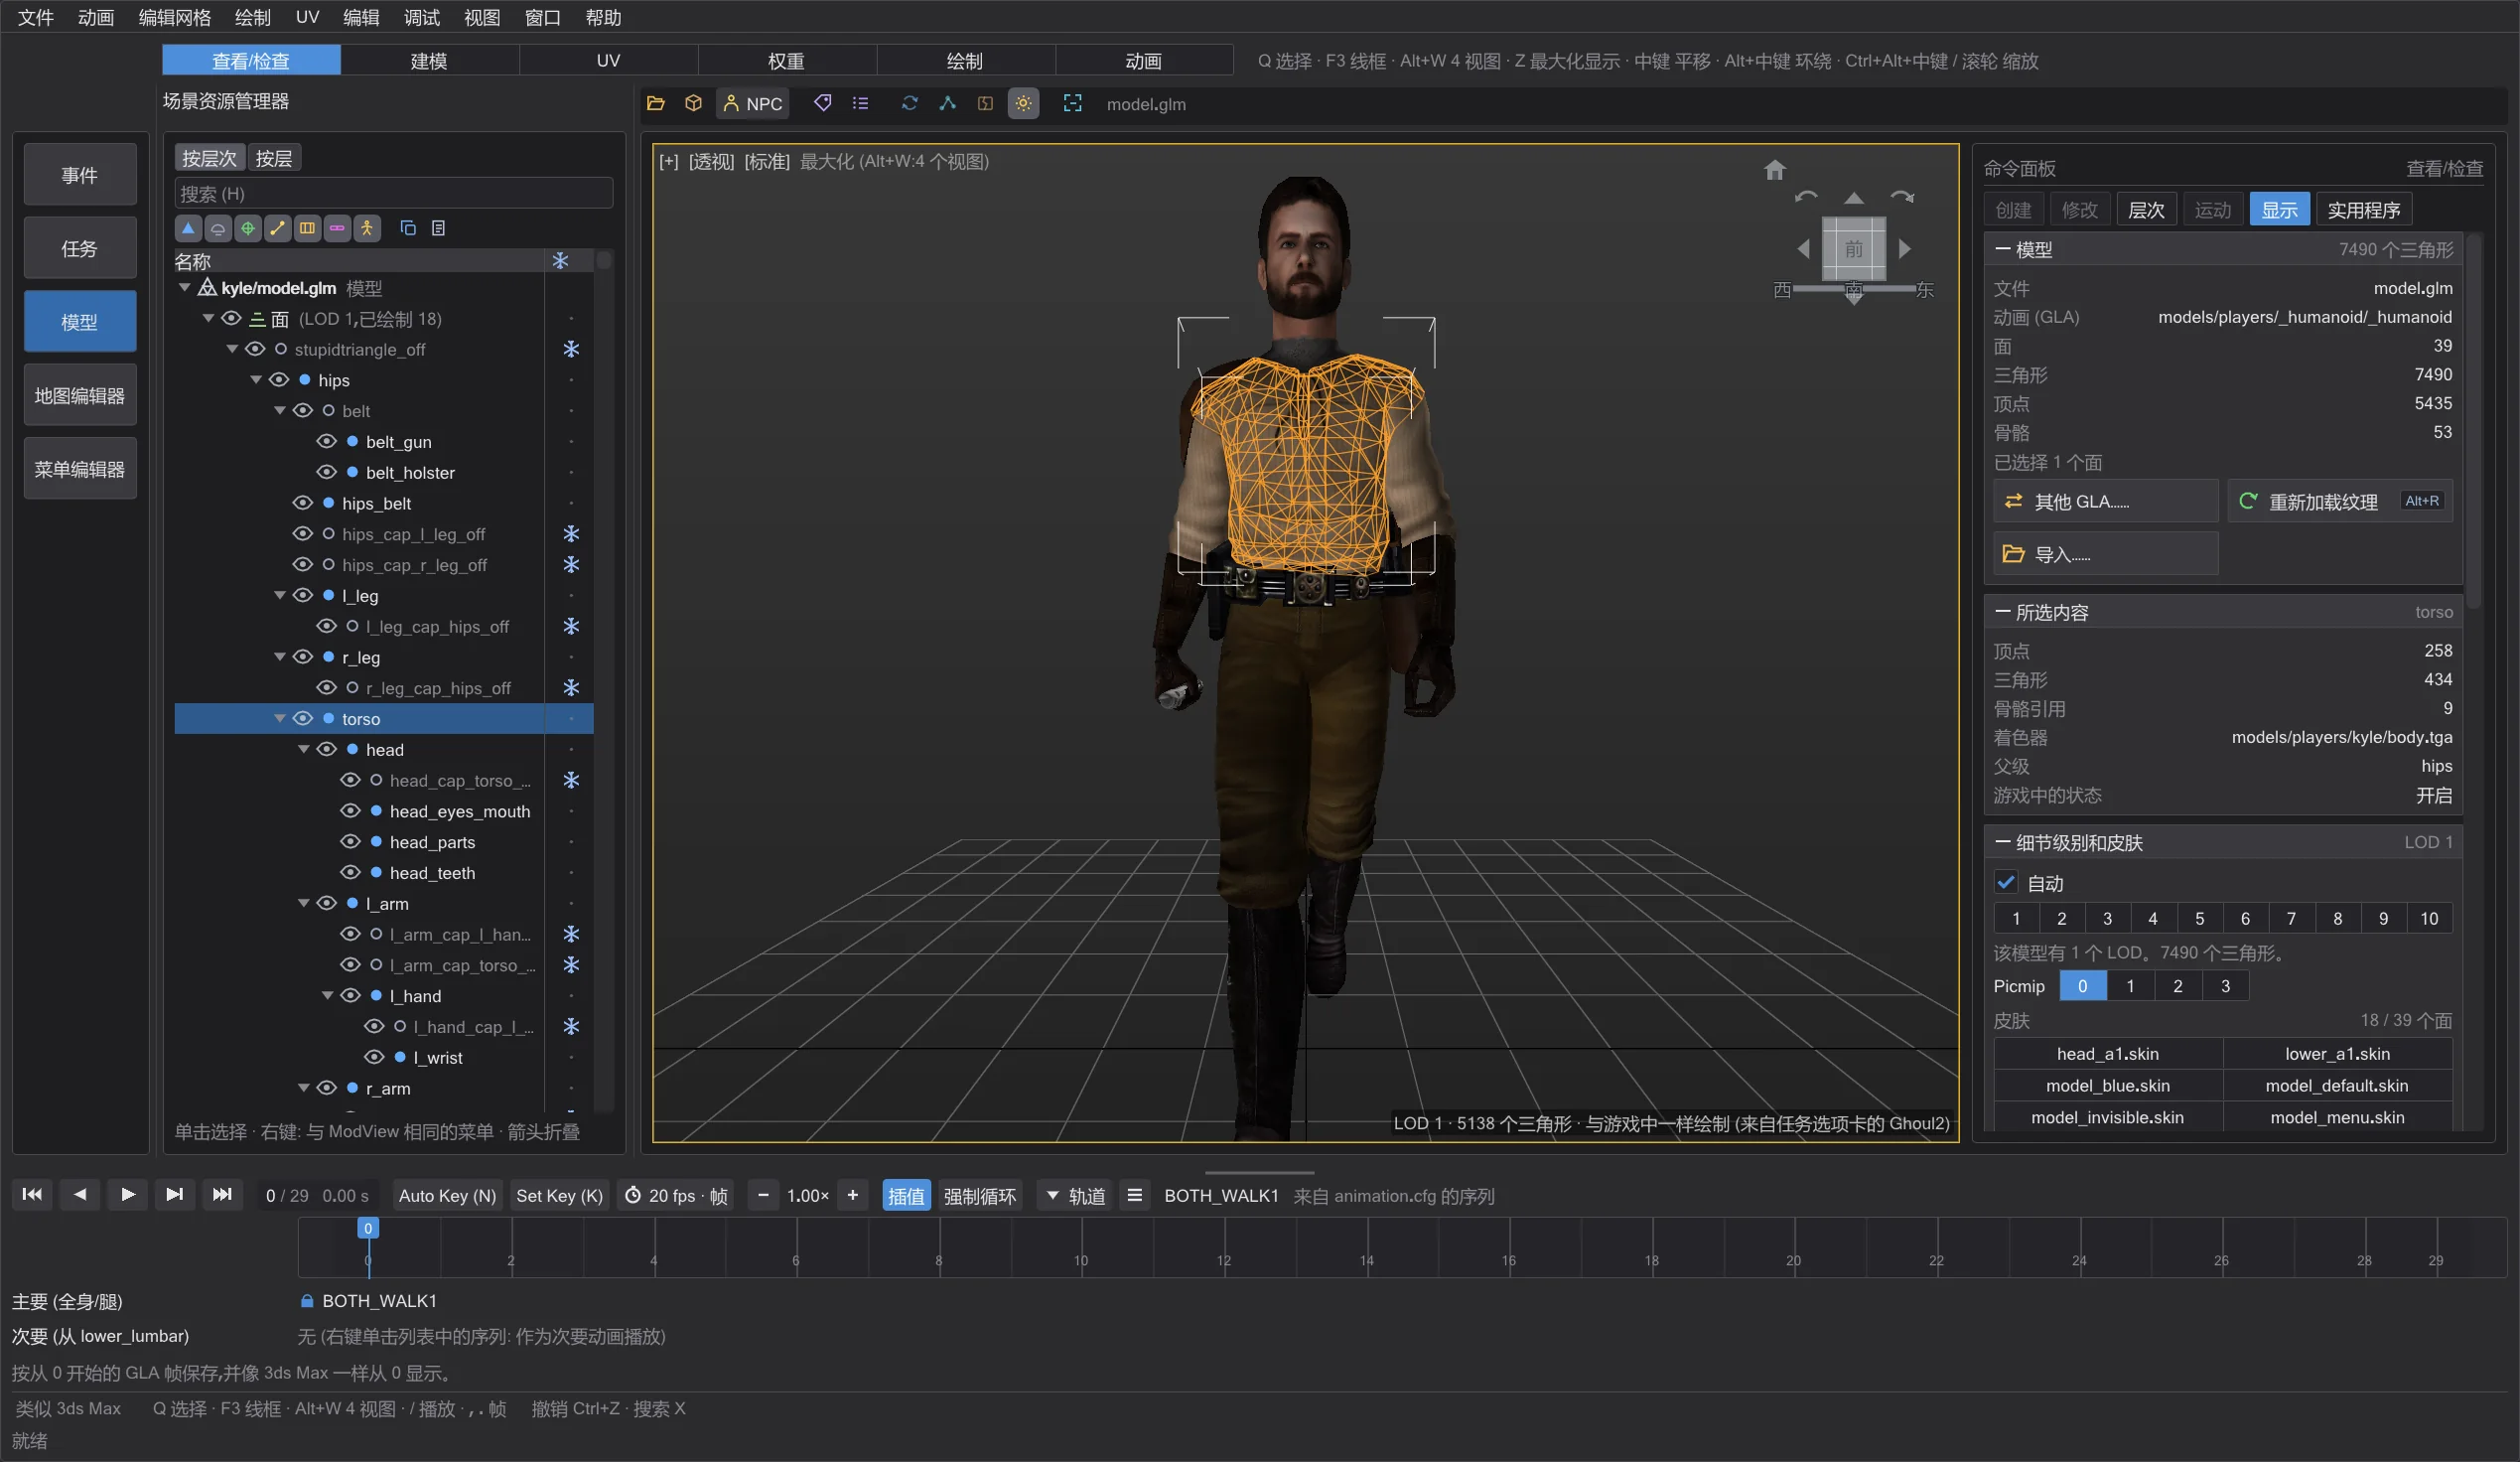 文件 动画 编辑网格 绘制 UV 编辑 调试 视图 窗口 帮助
查看/检查 建模 UV 权重 绘制 动画 Q 选择 · F3 线框 · Alt+W 4 视图 · Z 最大化显示 · 中键 平移 · Alt+中键 环绕 · Ctrl+Alt+中键 / 滚轮 缩放
场景资源管理器
NPC model.glm
事件
任务
模型
地图编辑器
菜单编辑器
按层次 按层
搜索 (H)
名称
kyle/model.glm 模型
面 (LOD 1,已绘制 18)
stupidtriangle_off
hips
belt
belt_gun
belt_holster
hips_belt
hips_cap_l_leg_off
hips_cap_r_leg_off
l_leg
l_leg_cap_hips_off
r_leg
r_leg_cap_hips_off
torso
head
head_cap_torso_...
head_eyes_mouth
head_parts
head_teeth
l_arm
l_arm_cap_l_han...
l_arm_cap_torso_...
l_hand
l_hand_cap_l_...
l_wrist
r_arm
单击选择 · 右键: 与 ModView 相同的菜单 · 箭头折叠
[+] [透视] [标准] 最大化 (Alt+W:4 个视图)
前
西 南 东
LOD 1 · 5138 个三角形 · 与游戏中一样绘制 (来自任务选项卡的 Ghoul2)
命令面板 查看/检查
创建 修改 层次 运动 显示 实用程序
模型 7490 个三角形
文件 model.glm
动画 (GLA) models/players/_humanoid/_humanoid
面 39
三角形 7490
顶点 5435
骨骼 53
已选择 1 个面
其他 GLA...... 重新加载纹理 Alt+R
导入......
所选内容 torso
顶点 258
三角形 434
骨骼引用 9
着色器 models/players/kyle/body.tga
父级 hips
游戏中的状态 开启
细节级别和皮肤 LOD 1
自动
1 2 3 4 5 6 7 8 9 10
该模型有 1 个 LOD。7490 个三角形。
Picmip 0 1 2 3
皮肤 18 / 39 个面
head_a1.skin lower_a1.skin
model_blue.skin model_default.skin
model_invisible.skin model_menu.skin
0 / 29 0.00 s Auto Key (N) Set Key (K) 20 fps · 帧 − 1.00× + 插值 强制循环 轨道 BOTH_WALK1 来自 animation.cfg 的序列
0
0 2 4 6 8 10 12 14 16 18 20 22 24 26 28 29
主要 (全身/腿) BOTH_WALK1
次要 (从 lower_lumbar) 无 (右键单击列表中的序列: 作为次要动画播放)
按从 0 开始的 GLA 帧保存,并像 3ds Max 一样从 0 显示。
类似 3ds Max Q 选择 · F3 线框 · Alt+W 4 视图 · / 播放 · , . 帧 撤销 Ctrl+Z · 搜索 X
就绪